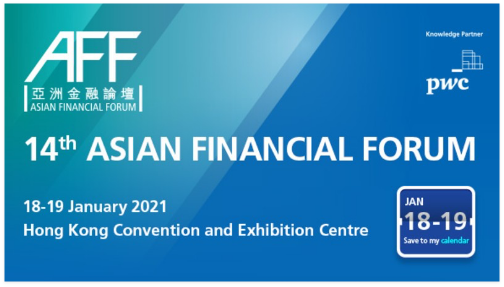 AFF
亞洲金融論壇
ASIAN FINANCIAL FORUM
Knowledge Partner
pwc
14th ASIAN FINANCIAL FORUM
18-19 January 2021
Hong Kong Convention and Exhibition Centre
JAN
18-19
Save to my calendar